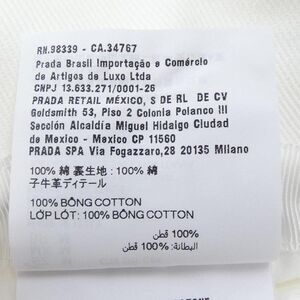 RN.98339 - CA.34767
Prada Brasil Importação e Comércio
de Artigos de Luxo Ltda
CNPJ 13.633.271/0001-26
PRADA RETAIL MÉXICO, S DE RL DE CV
Goldsmith 53, Piso 2 Colonia Polanco III
Sección Alcaldía Miguel Hidalgo Ciudad
de Mexico - Mexico CP 11560
PRADA SPA Via Fogazzaro,28 20135 Milano
100% 綿 裏生地 : 100% 綿
子牛革ディテール
100% BÔNG COTTON
LỚP LÓT: 100% BÔNG COTTON
100% قطن
البطانة: 100% قطن